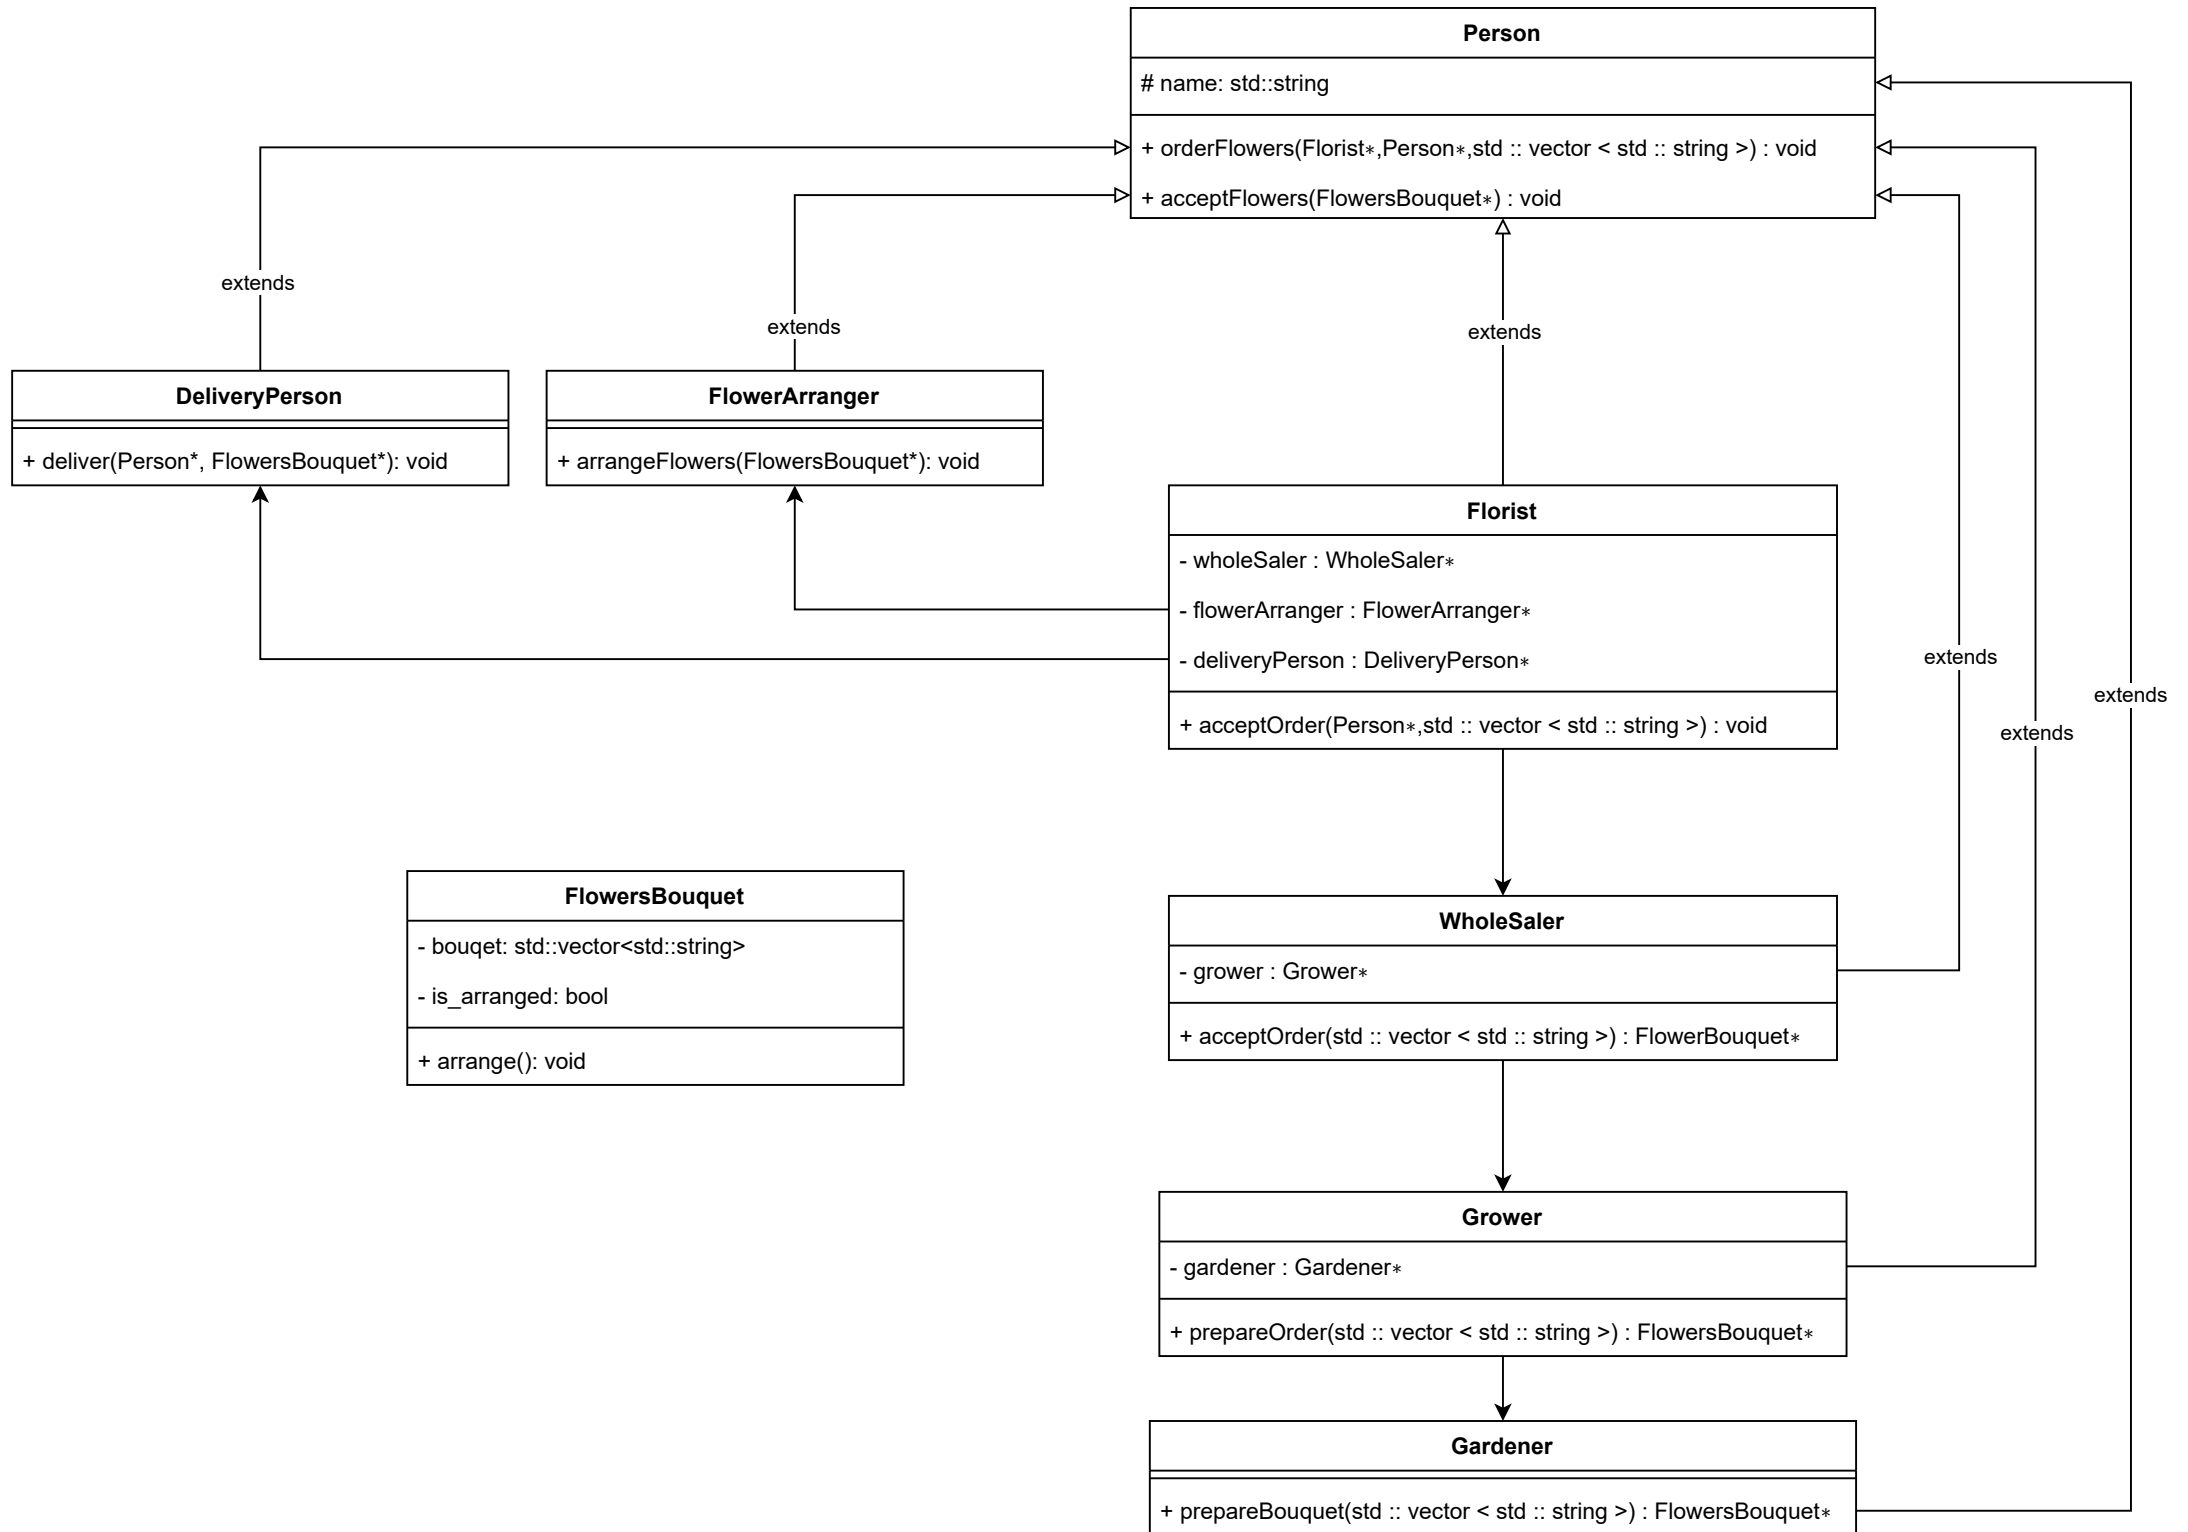 Person
# name: std::string
+ orderFlowers(Florist∗,Person∗,std :: vector < std :: string >) : void
+ acceptFlowers(FlowersBouquet∗) : void
extends
extends
extends
DeliveryPerson
+ deliver(Person*, FlowersBouquet*): void
FlowerArranger
+ arrangeFlowers(FlowersBouquet*): void
Florist
- wholeSaler : WholeSaler∗
- flowerArranger : FlowerArranger∗
- deliveryPerson : DeliveryPerson∗
+ acceptOrder(Person∗,std :: vector < std :: string >) : void
extends
extends
extends
FlowersBouquet
- bouqet: std::vector<std::string>
- is_arranged: bool
+ arrange(): void
WholeSaler
- grower : Grower∗
+ acceptOrder(std :: vector < std :: string >) : FlowerBouquet∗
Grower
- gardener : Gardener∗
+ prepareOrder(std :: vector < std :: string >) : FlowersBouquet∗
Gardener
+ prepareBouquet(std :: vector < std :: string >) : FlowersBouquet∗